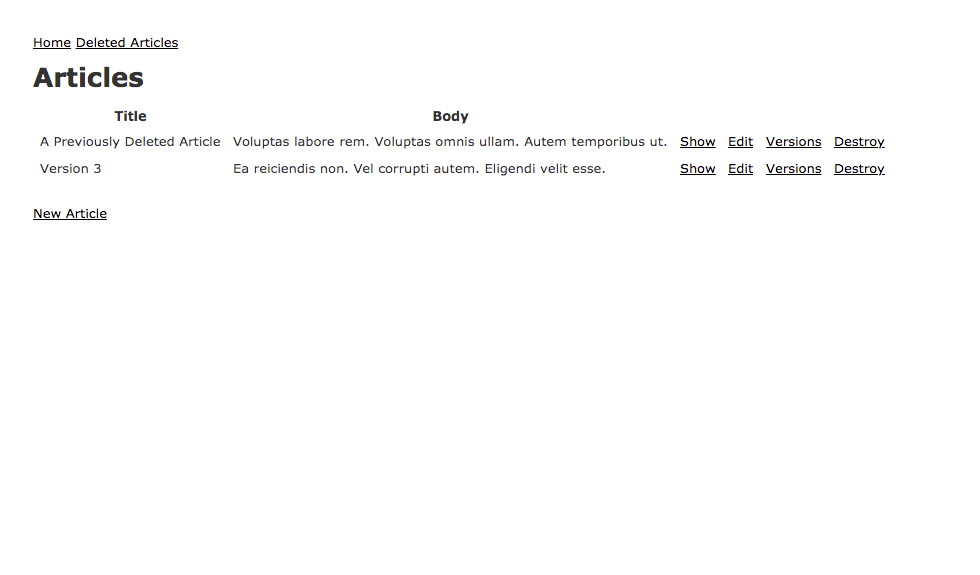 Home Deleted Articles
Articles
Title Body
A Previously Deleted Article Voluptas labore rem. Voluptas omnis ullam. Autem temporibus ut. Show Edit Versions Destroy
Version 3 Ea reiciendis non. Vel corrupti autem. Eligendi velit esse. Show Edit Versions Destroy
New Article